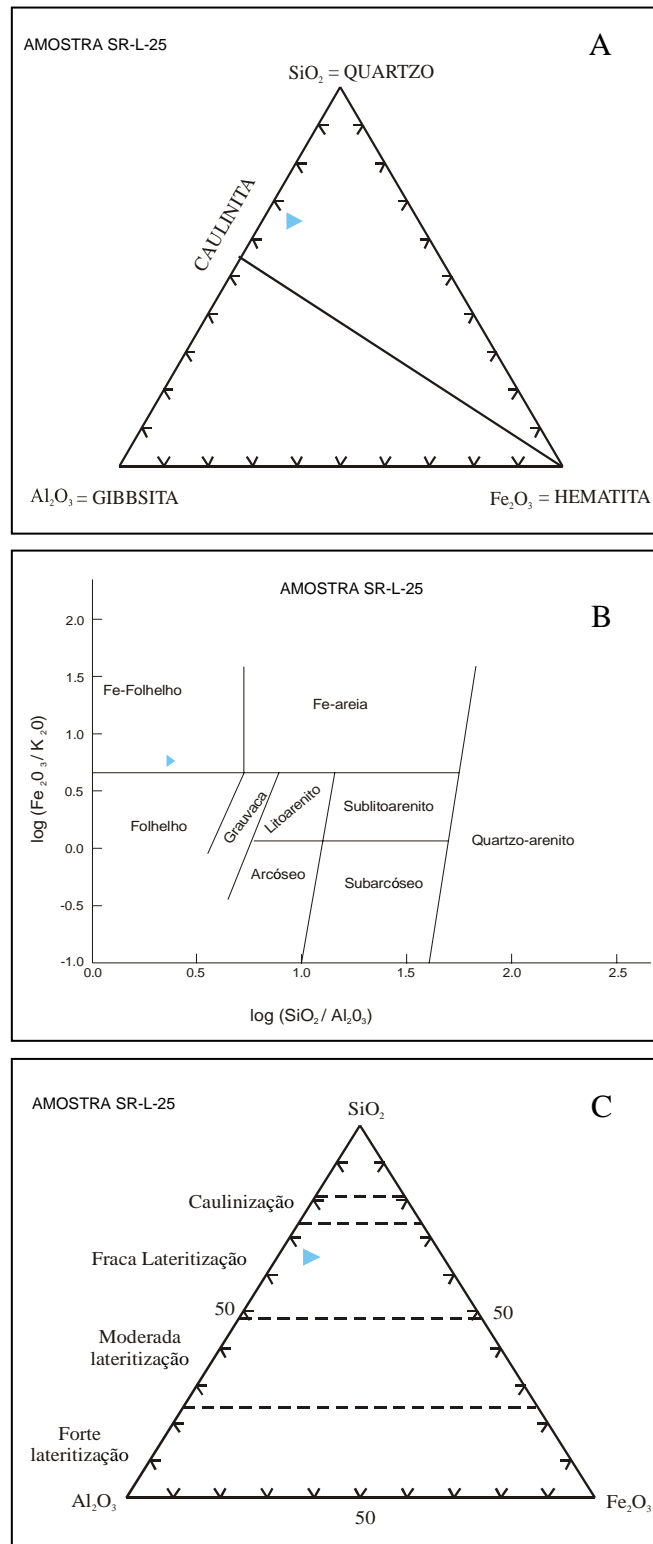 AMOSTRA SR-L-25
A
SiO₂ = QUARTZO
CAULINITA
Al₂O₃ = GIBBSITA
Fe₂O₃ = HEMATITA
AMOSTRA SR-L-25
B
log (Fe₂0₃/ K₂0)
2.0
1.5
1.0
0.5
0.0
-0.5
-1.0
Fe-Folhelho
Fe-areia
Folhelho
Grauvaca
Litoarenito
Sublitoarenito
Quartzo-arenito
Arcóseo
Subarcóseo
0.0
0.5
1.0
1.5
2.0
2.5
log (SiO₂/ Al₂0₃)
AMOSTRA SR-L-25
C
SiO₂
Caulinização
Fraca Lateritização
50
50
Moderada
lateritização
Forte
lateritização
Al₂O₃
50
Fe₂O₃